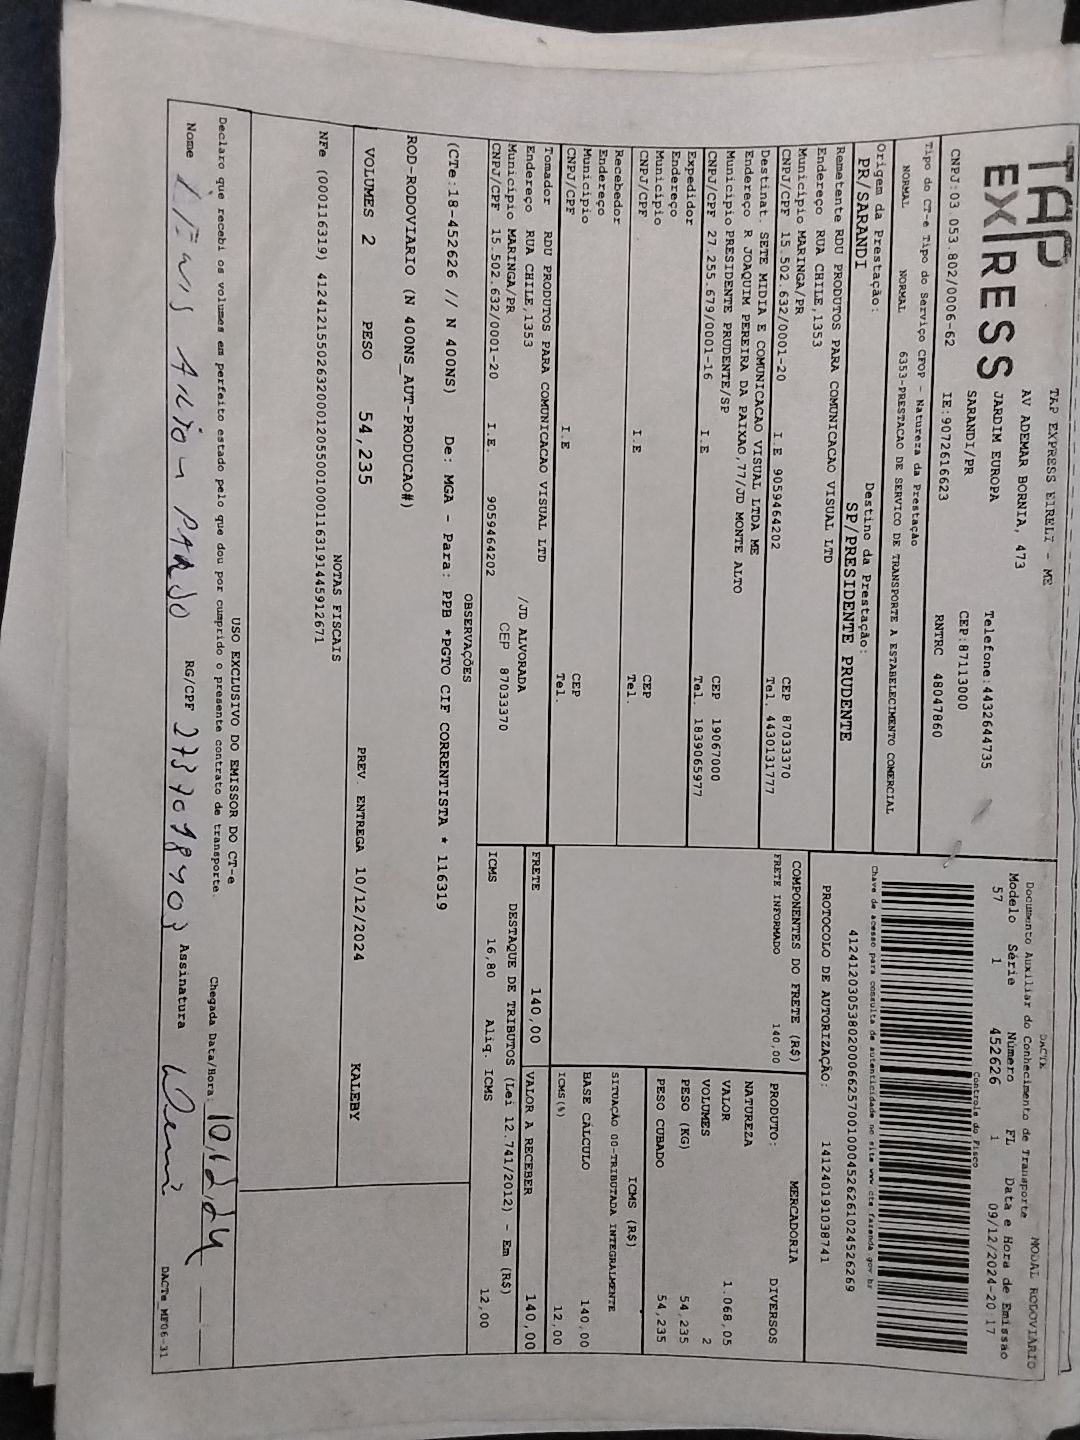 TAP EXPRESS
TAP EXPRESS EIRELI - ME
AV ADEMAR BORNIA, 473
JARDIM EUROPA
SARANDI/PR
Telefone:4432644735
CEP:87113000
CNPJ:03.053.802/0006-62 IE:9072616623 RNTRC 48047860
DACTE
Documento Auxiliar do Conhecimento de Transporte
MODAL RODOVIÁRIO
Modelo Série Número FL Data e Hora de Emissão
57 1 452626 1 09/12/2024-20:17
Controle do Fisco
Tipo do CT-e Tipo do Serviço CFOP - Natureza da Prestação
NORMAL NORMAL 6353-PRESTACAO DE SERVICO DE TRANSPORTE A ESTABELECIMENTO COMERCIAL
Chave de acesso para consulta de autenticidade no site www.cte.fazenda.gov.br
41241203053802000662570010004526261024526269
Origem da Prestação: Destino da Prestação:
PR/SARANDI SP/PRESIDENTE PRUDENTE
PROTOCOLO DE AUTORIZAÇÃO: 141240191038741
Remetente RDU PRODUTOS PARA COMUNICACAO VISUAL LTD
Endereço RUA CHILE,1353
Município MARINGA/PR CEP 87033370
CNPJ/CPF 15.502.632/0001-20 I.E 9059464202 Tel. 4430131777
Destinat. SETE MIDIA E COMUNICACAO VISUAL LTDA ME
Endereço R JOAQUIM PEREIRA DA PAIXAO,77/JD MONTE ALTO
Município PRESIDENTE PRUDENTE/SP CEP 19067000
CNPJ/CPF 27.255.679/0001-16 I.E Tel. 1839065977
Expedidor
Endereço
Município CEP
CNPJ/CPF I.E Tel.
Recebedor
Endereço
Município CEP
CNPJ/CPF I.E Tel.
Tomador RDU PRODUTOS PARA COMUNICACAO VISUAL LTD
Endereço RUA CHILE,1353 /JD ALVORADA
Município MARINGA/PR CEP 87033370
CNPJ/CPF 15.502.632/0001-20 I.E. 9059464202
COMPONENTES DO FRETE (R$)
FRETE INFORMADO 140,00
MERCADORIA
PRODUTO: DIVERSOS
NATUREZA
VALOR 1.068,05
VOLUMES 2
PESO (KG) 54,235
PESO CUBADO 54,235
ICMS (R$)
SITUAÇÃO 00-TRIBUTADA INTEGRALMENTE
BASE CÁLCULO 140,00
ICMS(%) 12,00
FRETE 140,00 VALOR A RECEBER 140,00
DESTAQUE DE TRIBUTOS (Lei 12.741/2012) - Em (R$)
ICMS 16,80 Aliq. ICMS 12,00
OBSERVAÇÕES
(CTe:18-452626 // N 400NS) De: MGA - Para: PPB *PGTO CIF CORRENTISTA * 116319
ROD-RODOVIARIO (N 400NS_AUT-PRODUCAO#)
VOLUMES 2 PESO 54,235 PREV. ENTREGA 10/12/2024 KALEBY
NOTAS FISCAIS
NFe (000116319) 41241215502632000120550010001163191445912671
USO EXCLUSIVO DO EMISSOR DO CT-e
Declaro que recebi os volumes em perfeito estado pelo que dou por cumprido o presente contrato de transporte.
Chegada Data/Hora: 10,12,24
Nome PARDO RG/CPF Assinatura
DACTe_MF06-31